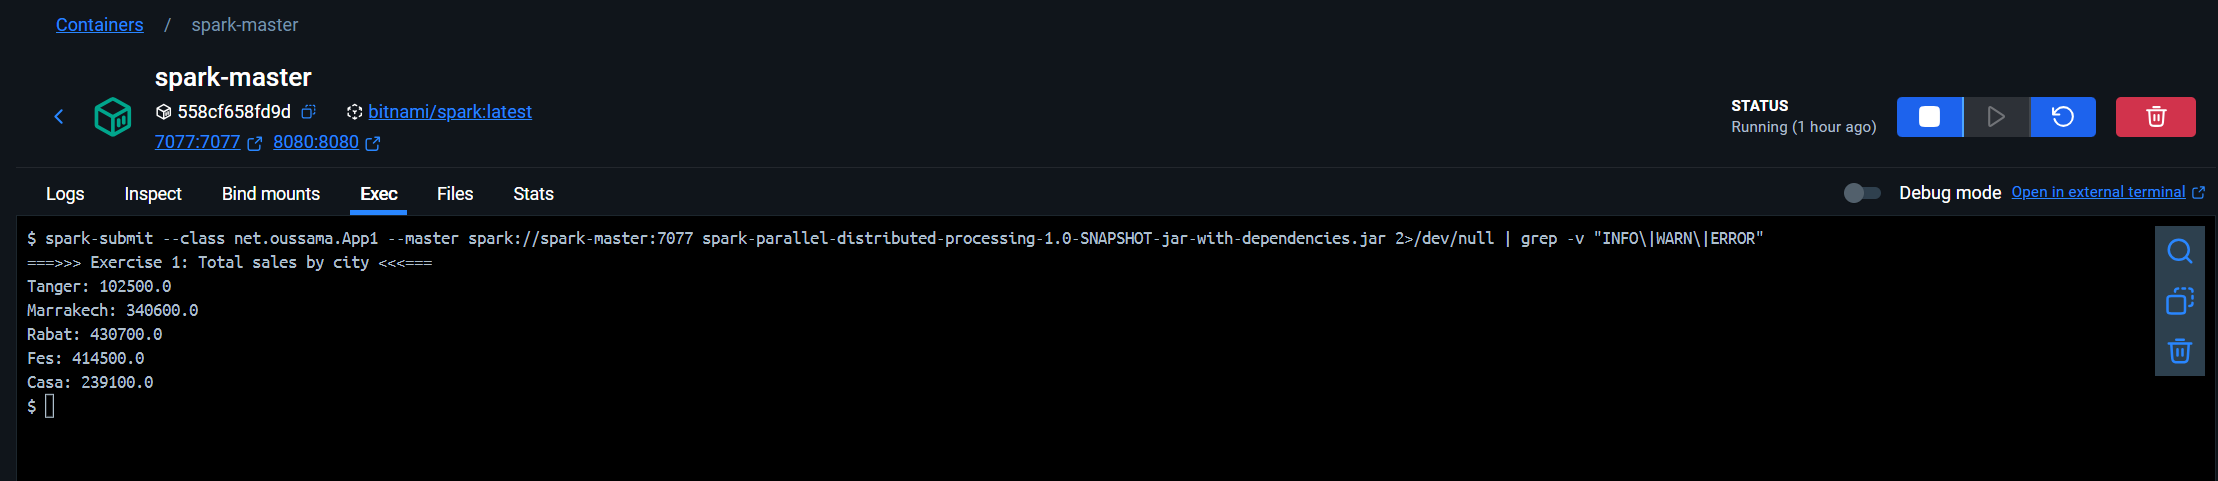 Containers / spark-master
spark-master
558cf658fd9d bitnami/spark:latest
7077:7077 8080:8080
STATUS
Running (1 hour ago)
Logs Inspect Bind mounts Exec Files Stats
Debug mode Open in external terminal
$ spark-submit --class net.oussama.App1 --master spark://spark-master:7077 spark-parallel-distributed-processing-1.0-SNAPSHOT-jar-with-dependencies.jar 2>/dev/null | grep -v "INFO\|WARN\|ERROR"
===>>> Exercise 1: Total sales by city <<<===
Tanger: 102500.0
Marrakech: 340600.0
Rabat: 430700.0
Fes: 414500.0
Casa: 239100.0
$